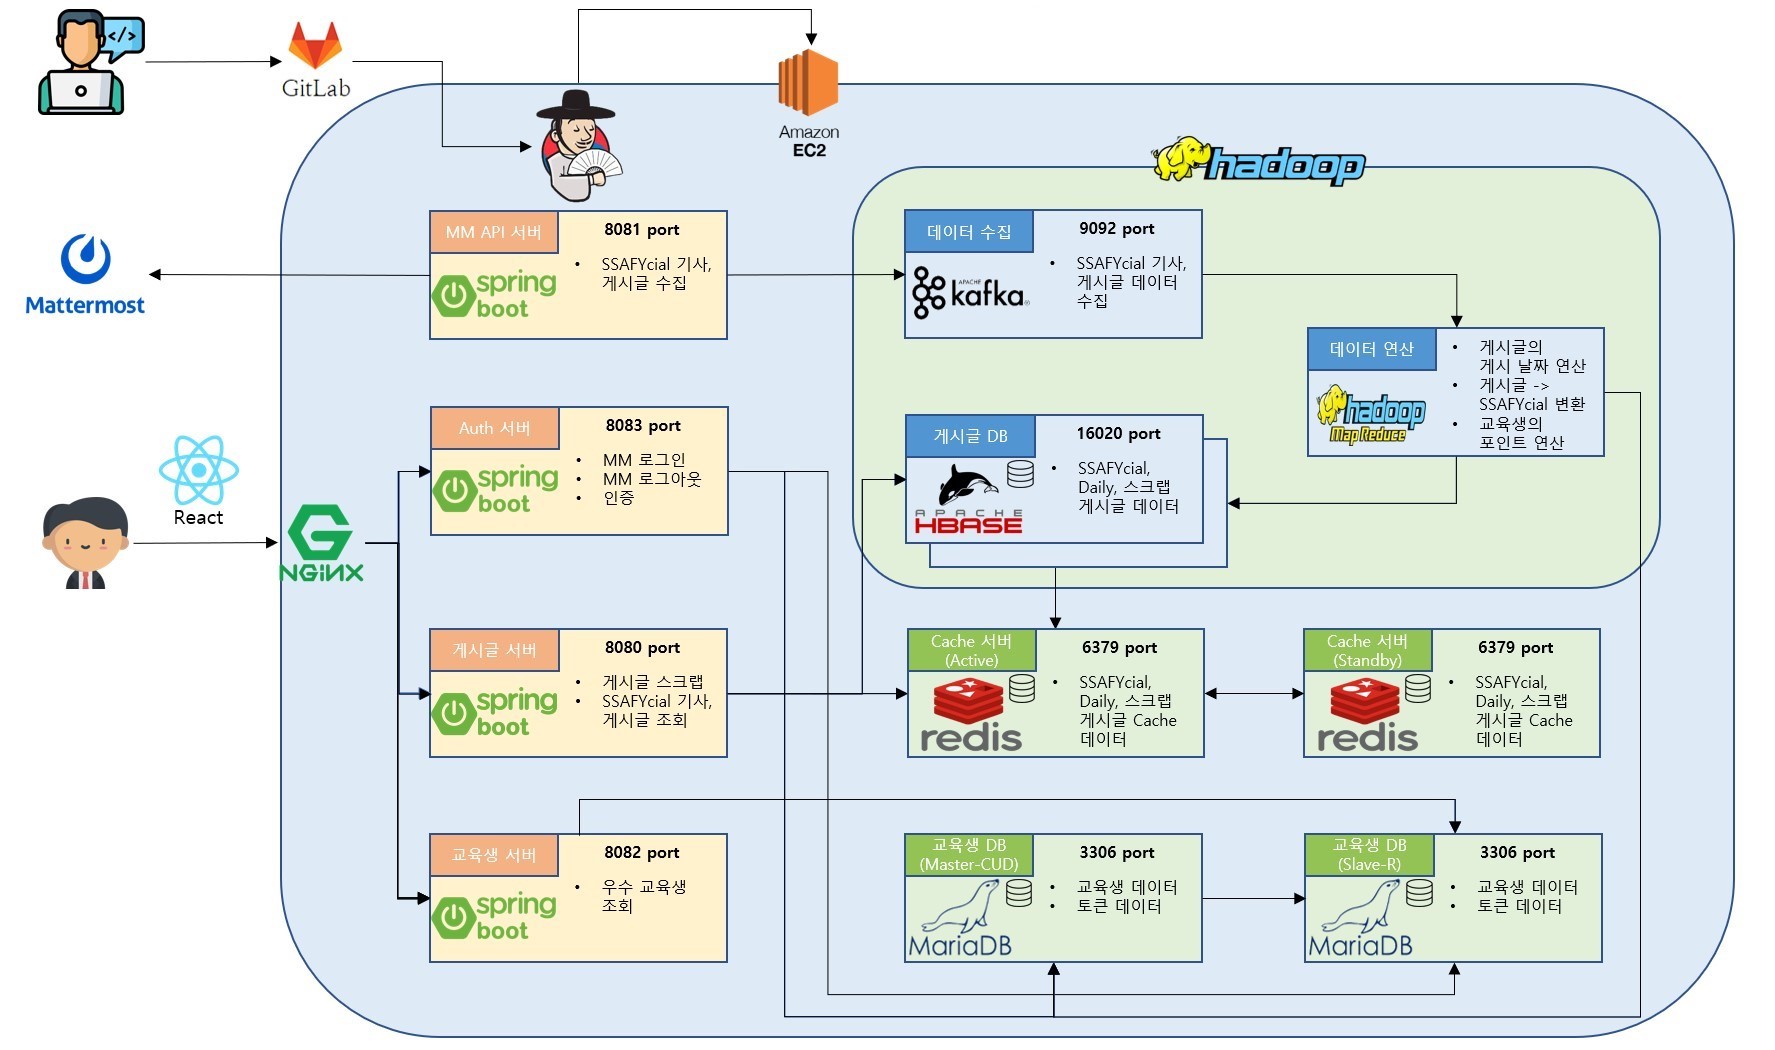 </>
GitLab
Amazon
EC2
hadoop
MM API 서버
8081 port
spring
boot
• SSAFYcial 기사,
게시글 수집
Mattermost
데이터 수집
9092 port
APACHE
kafka
• SSAFYcial 기사,
게시글 데이터
수집
데이터 연산
hadoop
Map Reduce
• 게시글의
게시 날짜 연산
• 게시글 ->
SSAFYcial 변환
• 교육생의
포인트 연산
Auth 서버
8083 port
spring
boot
• MM 로그인
• MM 로그아웃
• 인증
게시글 DB
16020 port
APACHE
HBASE
• SSAFYcial,
Daily, 스크랩
게시글 데이터
React
NGINX
게시글 서버
8080 port
spring
boot
• 게시글 스크랩
• SSAFYcial 기사,
게시글 조회
Cache 서버
(Active)
6379 port
redis
• SSAFYcial,
Daily, 스크랩
게시글 Cache
데이터
Cache 서버
(Standby)
6379 port
redis
• SSAFYcial,
Daily, 스크랩
게시글 Cache
데이터
교육생 서버
8082 port
spring
boot
• 우수 교육생
조회
교육생 DB
(Master-CUD)
3306 port
MariaDB
• 교육생 데이터
• 토큰 데이터
교육생 DB
(Slave-R)
3306 port
MariaDB
• 교육생 데이터
• 토큰 데이터